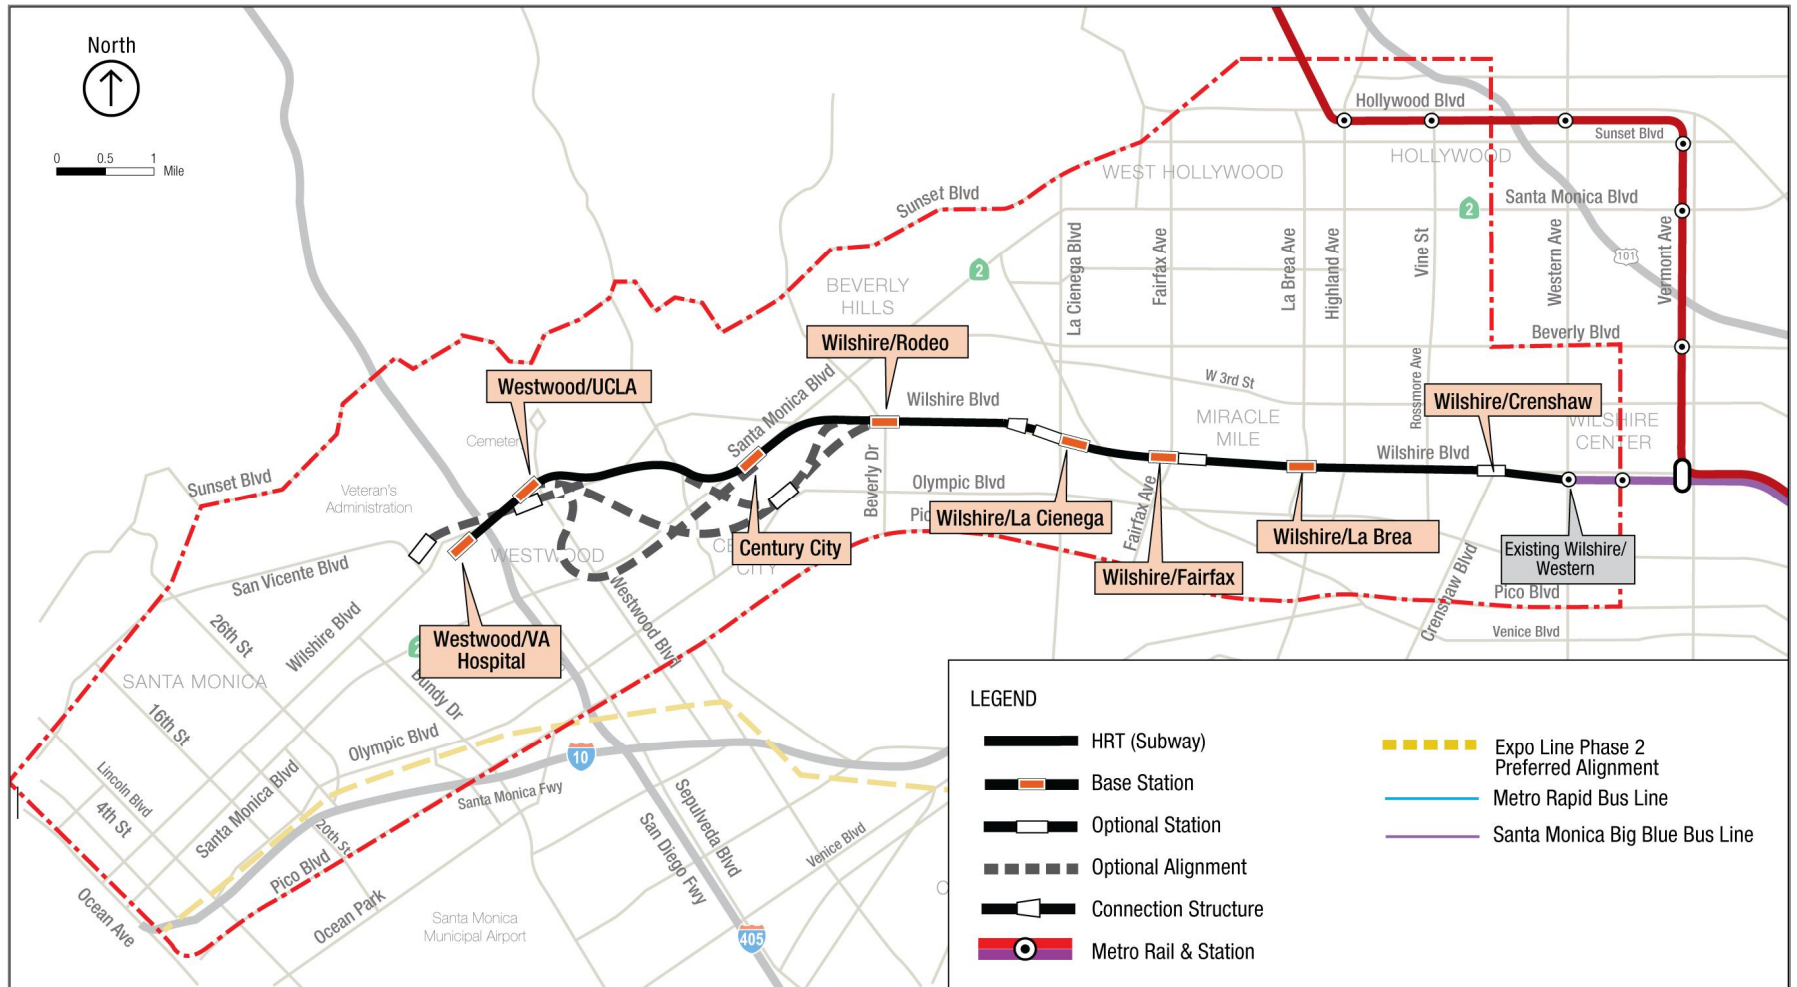 North
0 0.5 1
Mile
Hollywood Blvd
Sunset Blvd
HOLLYWOOD
WEST HOLLYWOOD
Sunset Blvd
2
Santa Monica Blvd
La Cienega Blvd
Fairfax Ave
La Brea Ave
Highland Ave
Vine St
Western Ave
Vermont Ave
101
2
BEVERLY
HILLS
Beverly Blvd
Wilshire/Rodeo
Westwood/UCLA
Santa Monica Blvd
Wilshire Blvd
W 3rd St
Rossmore Ave
Wilshire/Crenshaw
MIRACLE
MILE
WILSHIRE
CENTER
Wilshire Blvd
Cemeter
Sunset Blvd
Veteran's
Administration
Beverly Dr
Olympic Blvd
Pic
Wilshire/La Cienega
Fairfax Ave
Wilshire/La Brea
Existing Wilshire/
Western
Century City
CE
CITY
WESTWOOD
Wilshire/Fairfax
Pico Blvd
Crenshaw Blvd
Venice Blvd
San Vicente Blvd
26th St
Wilshire Blvd
Westwood Blvd
2
Westwood/VA
Hospital
SANTA MONICA
Bundy Dr
16th St
Olympic Blvd
10
Lincoln Blvd
4th St
Santa Monica Blvd
Santa Monica Fwy
20th St
Pico Blvd
Sepulveda Blvd
San Diego Fwy
Venice Blvd
Ocean Ave
Ocean Park
Santa Monica
Municipal Airport
405
C
LEGEND
HRT (Subway)
Base Station
Optional Station
Optional Alignment
Connection Structure
Metro Rail & Station
Expo Line Phase 2
Preferred Alignment
Metro Rapid Bus Line
Santa Monica Big Blue Bus Line